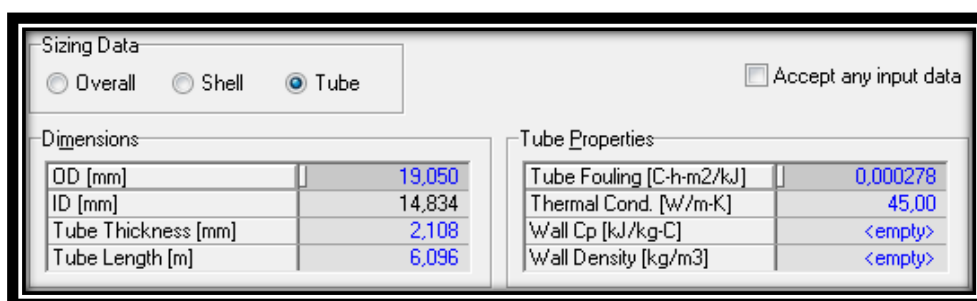 Sizing Data
Overall Shell Tube Accept any input data
Dimensions
OD [mm] 19,050
ID [mm] 14,834
Tube Thickness [mm] 2,108
Tube Length [m] 6,096
Tube Properties
Tube Fouling [C-h-m2/kJ] 0,000278
Thermal Cond. [W/m-K] 45,00
Wall Cp [kJ/kg-C] <empty>
Wall Density [kg/m3] <empty>